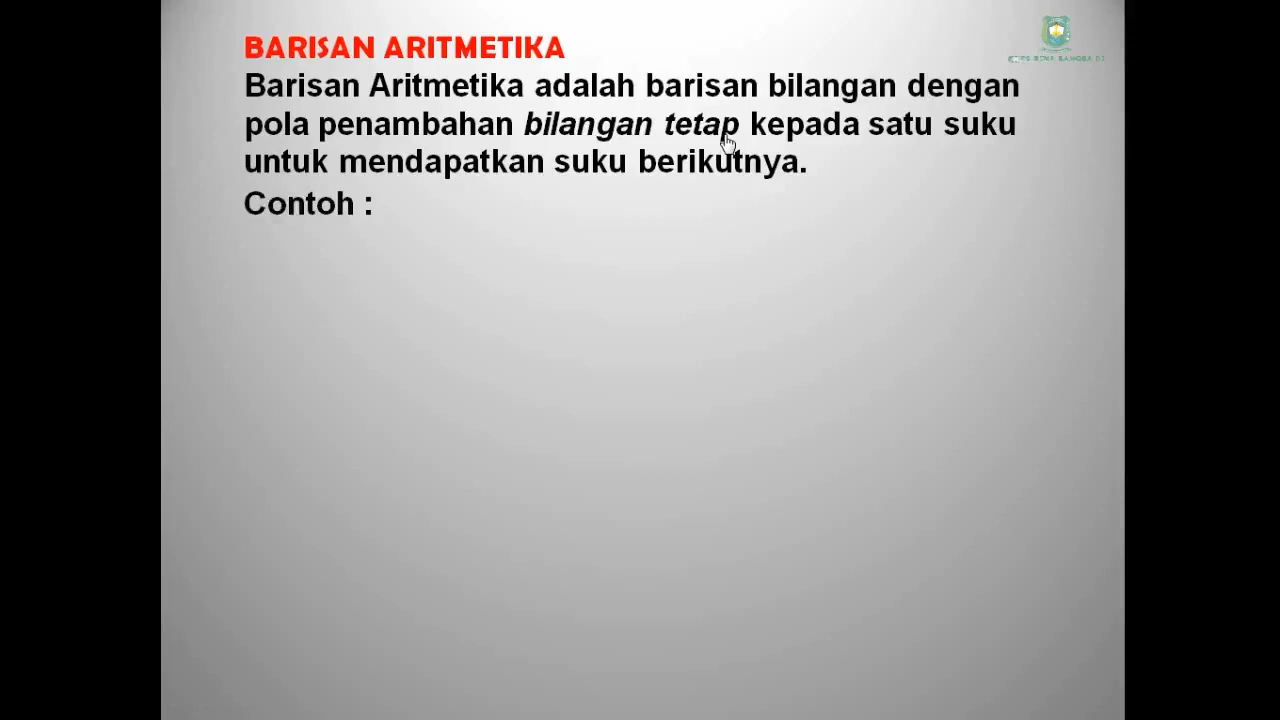 BARISAN ARITMETIKA
Barisan Aritmetika adalah barisan bilangan dengan
pola penambahan bilangan tetap kepada satu suku
untuk mendapatkan suku berikutnya.
Contoh :